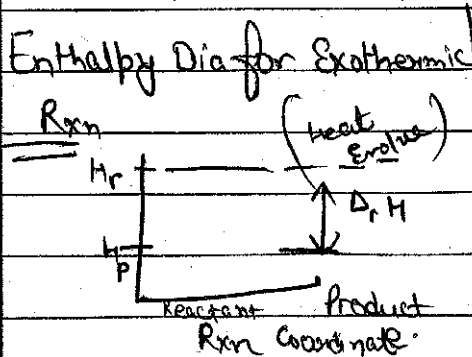 Enthalpy Dia for Exothermic
Rxn
(Heat
Evolve)
Hr
ΔrH
Hp
Reactant Product
Rxn Coordinate.